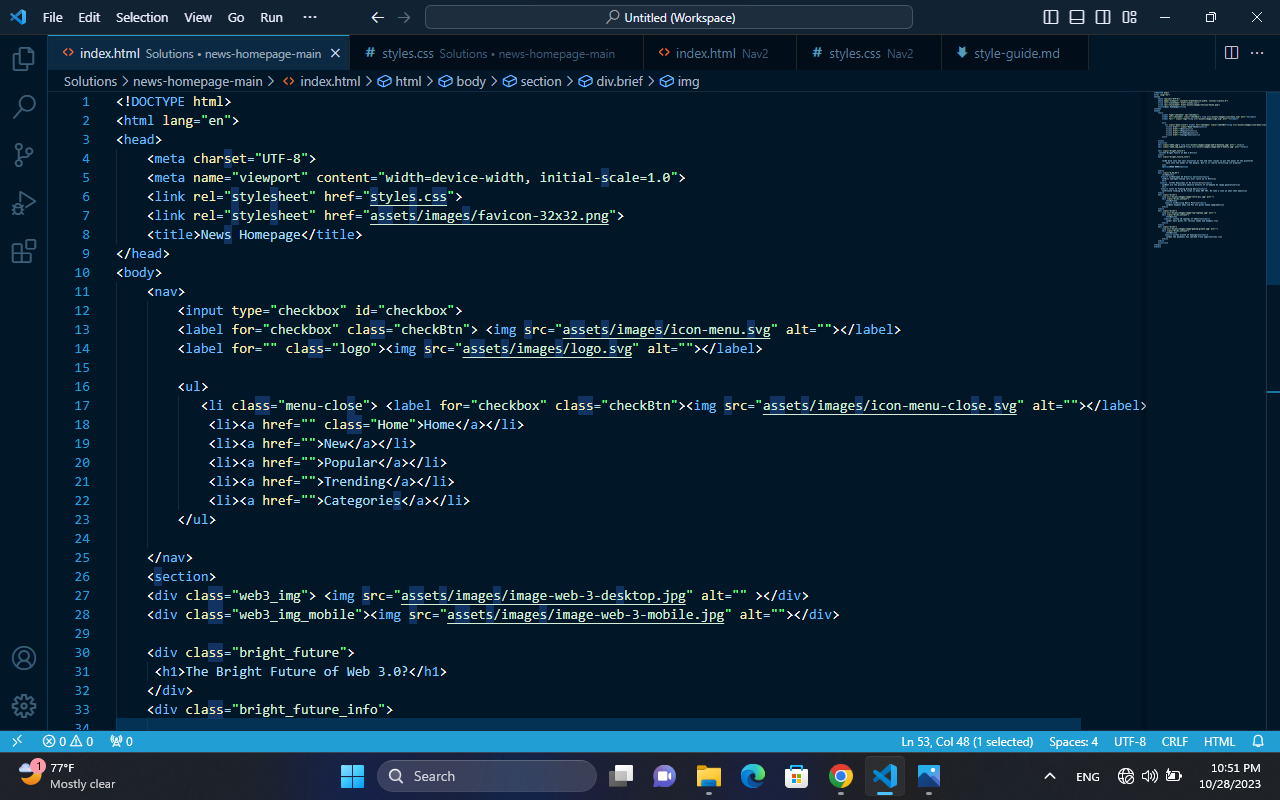 File Edit Selection View Go Run ··· Untitled (Workspace)
index.html Solutions • news-homepage-main styles.css Solutions • news-homepage-main index.html Nav2 styles.css Nav2 style-guide.md
Solutions > news-homepage-main > index.html > html > body > section > div.brief > img
1 <!DOCTYPE html>
2 <html lang="en">
3 <head>
4 <meta charset="UTF-8">
5 <meta name="viewport" content="width=device-width, initial-scale=1.0">
6 <link rel="stylesheet" href="styles.css">
7 <link rel="stylesheet" href="assets/images/favicon-32x32.png">
8 <title>News Homepage</title>
9 </head>
10 <body>
11 <nav>
12 <input type="checkbox" id="checkbox">
13 <label for="checkbox" class="checkBtn"> <img src="assets/images/icon-menu.svg" alt=""></label>
14 <label for="" class="logo"><img src="assets/images/logo.svg" alt=""></label>
15
16 <ul>
17 <li class="menu-close"> <label for="checkbox" class="checkBtn"><img src="assets/images/icon-menu-close.svg" alt=""></label>
18 <li><a href="" class="Home">Home</a></li>
19 <li><a href="">New</a></li>
20 <li><a href="">Popular</a></li>
21 <li><a href="">Trending</a></li>
22 <li><a href="">Categories</a></li>
23 </ul>
24
25 </nav>
26 <section>
27 <div class="web3_img"> <img src="assets/images/image-web-3-desktop.jpg" alt="" ></div>
28 <div class="web3_img_mobile"><img src="assets/images/image-web-3-mobile.jpg" alt=""></div>
29
30 <div class="bright_future">
31 <h1>The Bright Future of Web 3.0?</h1>
32 </div>
33 <div class="bright_future_info">
34
0 0 0 Ln 53, Col 48 (1 selected) Spaces: 4 UTF-8 CRLF HTML
1 77°F
Mostly clear
Search
ENG
10:51 PM
10/28/2023